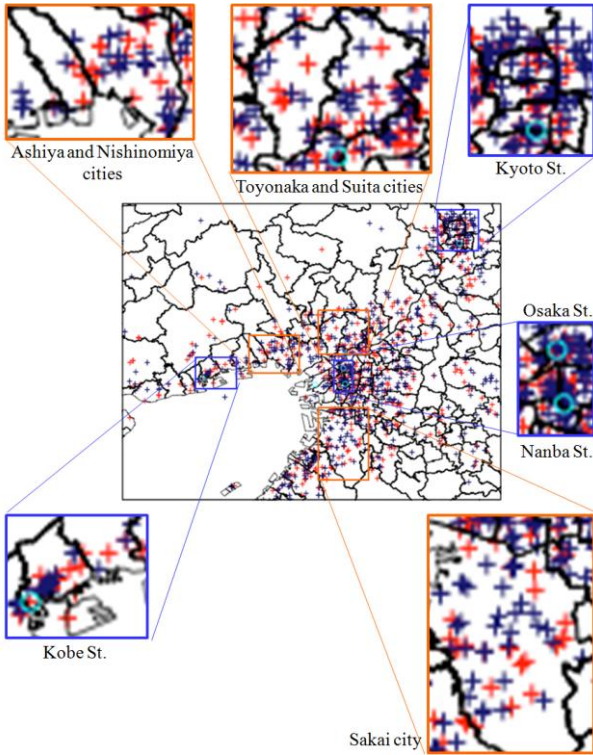 Ashiya and Nishinomiya
cities
Toyonaka and Suita cities
Kyoto St.
Osaka St.
Nanba St.
Kobe St.
Sakai city